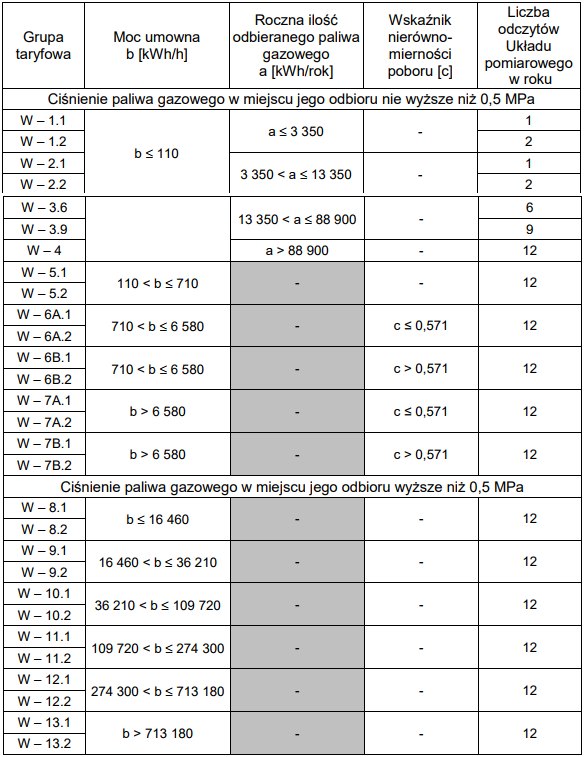 Grupa taryfowa | Moc umowna b [kWh/h] | Roczna ilość odbieranego paliwa gazowego a [kWh/rok] | Wskaźnik nierówno-mierności poboru [c] | Liczba odczytów Układu pomiarowego w roku
Ciśnienie paliwa gazowego w miejscu jego odbioru nie wyższe niż 0,5 MPa
W – 1.1 | b ≤ 110 | a ≤ 3 350 | - | 1
W – 1.2 | 2
W – 2.1 | 3 350 < a ≤ 13 350 | - | 1
W – 2.2 | 2
W – 3.6 | 13 350 < a ≤ 88 900 | - | 6
W – 3.9 | 9
W – 4 | a > 88 900 | - | 12
W – 5.1 | 110 < b ≤ 710 | - | - | 12
W – 5.2
W – 6A.1 | 710 < b ≤ 6 580 | - | c ≤ 0,571 | 12
W – 6A.2
W – 6B.1 | 710 < b ≤ 6 580 | - | c > 0,571 | 12
W – 6B.2
W – 7A.1 | b > 6 580 | - | c ≤ 0,571 | 12
W – 7A.2
W – 7B.1 | b > 6 580 | - | c > 0,571 | 12
W – 7B.2
Ciśnienie paliwa gazowego w miejscu jego odbioru wyższe niż 0,5 MPa
W – 8.1 | b ≤ 16 460 | - | - | 12
W – 8.2
W – 9.1 | 16 460 < b ≤ 36 210 | - | - | 12
W – 9.2
W – 10.1 | 36 210 < b ≤ 109 720 | - | - | 12
W – 10.2
W – 11.1 | 109 720 < b ≤ 274 300 | - | - | 12
W – 11.2
W – 12.1 | 274 300 < b ≤ 713 180 | - | - | 12
W – 12.2
W – 13.1 | b > 713 180 | - | - | 12
W – 13.2